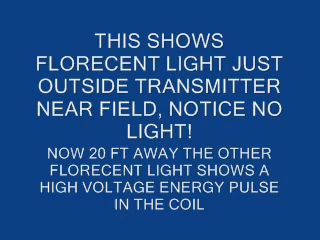 THIS SHOWS
FLORECENT LIGHT JUST
OUTSIDE TRANSMITTER
NEAR FIELD, NOTICE NO
LIGHT!
NOW 20 FT AWAY THE OTHER
FLORECENT LIGHT SHOWS A
HIGH VOLTAGE ENERGY PULSE
IN THE COIL